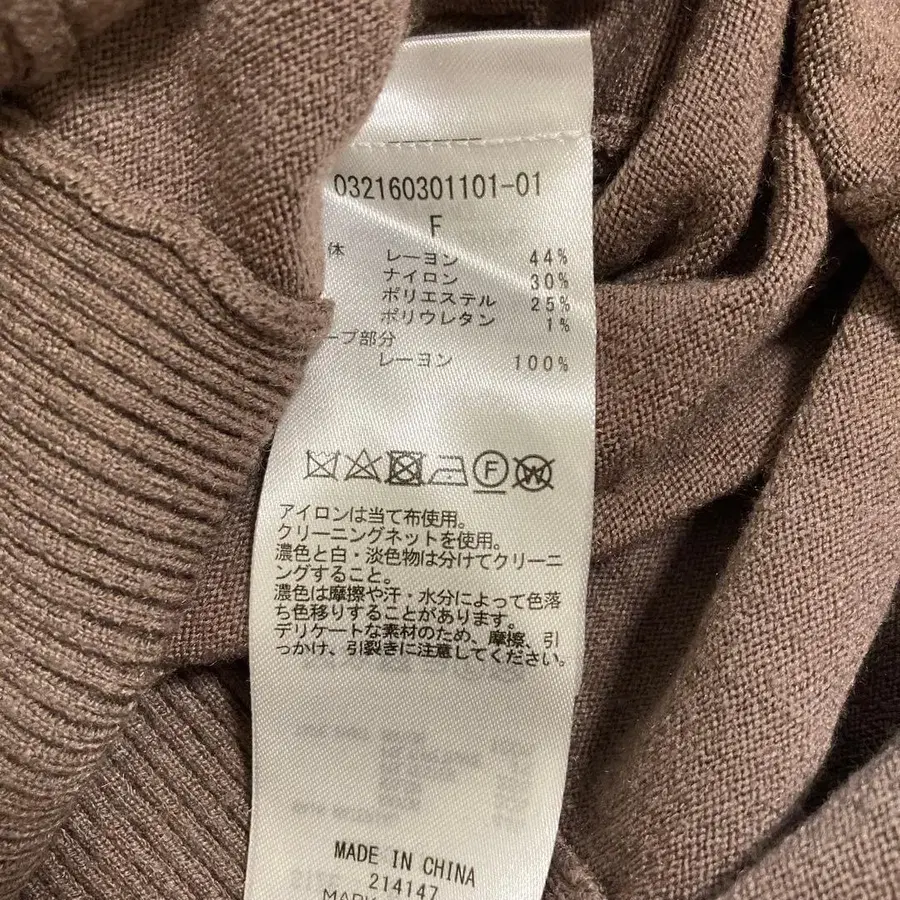 032160301101-01
F
体 レーヨン 44%
ナイロン 30%
ポリエステル 25%
ポリウレタン 1%
ープ部分
レーヨン 100%
F W
アイロンは当て布使用。
クリーニングネットを使用。
濃色と白・淡色物は分けてクリーニ
ングすること。
濃色は摩擦や汗・水分によって色落
ち色移りすることがあります。
デリケートな素材のため、摩擦、引
っかけ、引裂きに注意してください。
MADE IN CHINA
214147
MARK